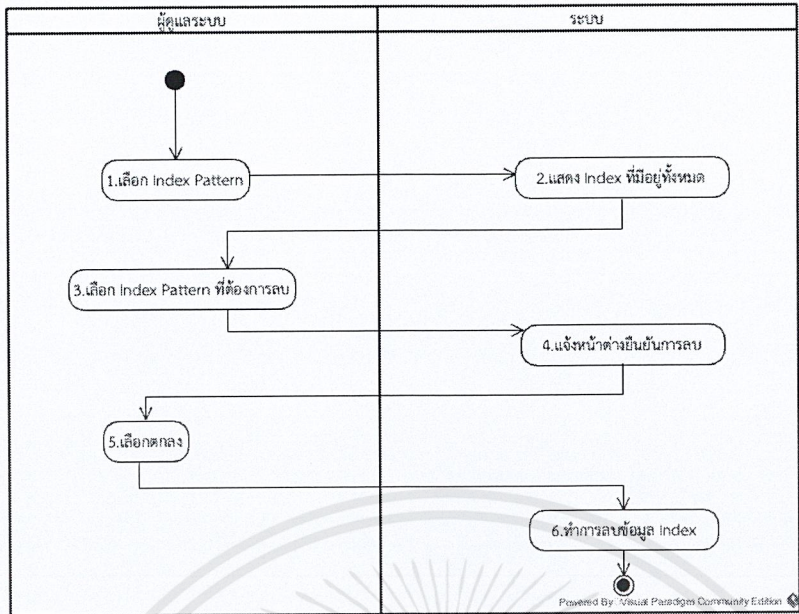 ผู้ดูแลระบบ
ระบบ
1.เลือก Index Pattern
2.แสดง Index ที่มีอยู่ทั้งหมด
3.เลือก Index Pattern ที่ต้องการลบ
4.แจ้งหน้าต่างยืนยันการลบ
5.เลือกตกลง
6.ทำการลบข้อมูล Index
Powered By Visual Paradigm Community Edition